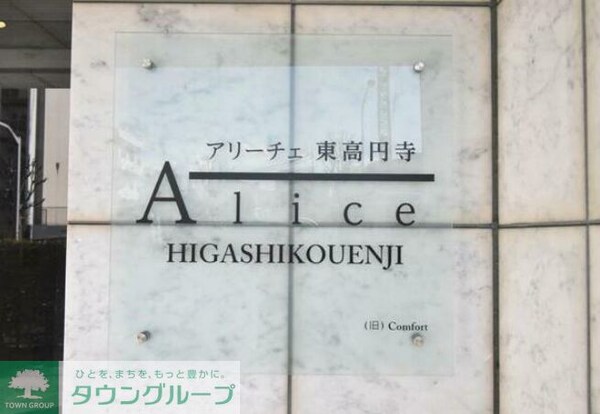 アリーチェ 東高円寺
Alice
HIGASHIKOUENJI
(旧) Comfort
ひとを、まちを、もっと豊かに。
タウングループ
TOWN GROUP